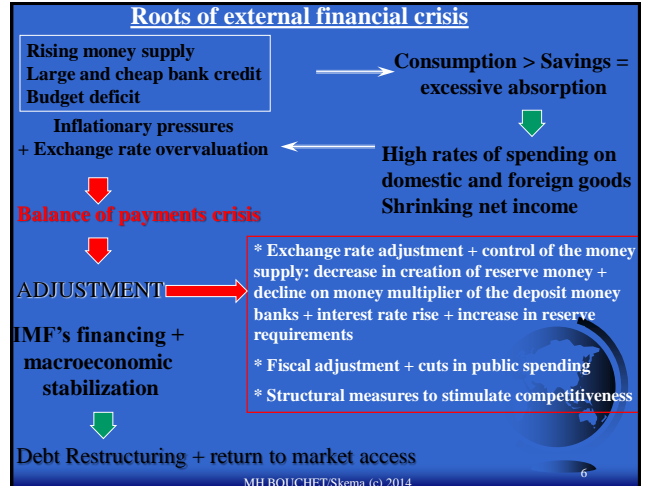 Roots of external financial crisis
Rising money supply
Large and cheap bank credit
Budget deficit
Consumption > Savings =
excessive absorption
Inflationary pressures
+ Exchange rate overvaluation
High rates of spending on
domestic and foreign goods
Shrinking net income
Balance of payments crisis
ADJUSTMENT
* Exchange rate adjustment + control of the money
supply: decrease in creation of reserve money +
decline on money multiplier of the deposit money
banks + interest rate rise + increase in reserve
requirements
* Fiscal adjustment + cuts in public spending
* Structural measures to stimulate competitiveness
IMF's financing +
macroeconomic
stabilization
Debt Restructuring + return to market access
MH BOUCHET/Skema (c) 2014
6